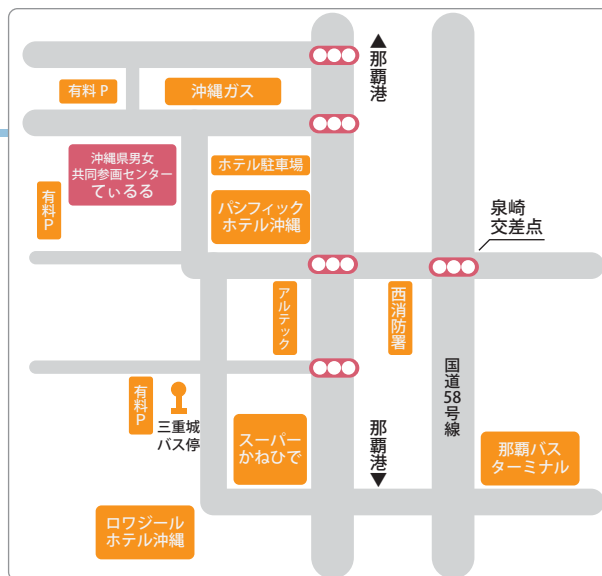 ▲
那覇港
有料 P
沖縄ガス
沖縄県男女
共同参画センター
てぃるる
ホテル駐車場
有料P
パシフィック
ホテル沖縄
泉崎
交差点
アルテック
西消防署
国道58号線
有料P
三重城
バス停
スーパー
かねひで
那覇港
▼
那覇バス
ターミナル
ロワジール
ホテル沖縄